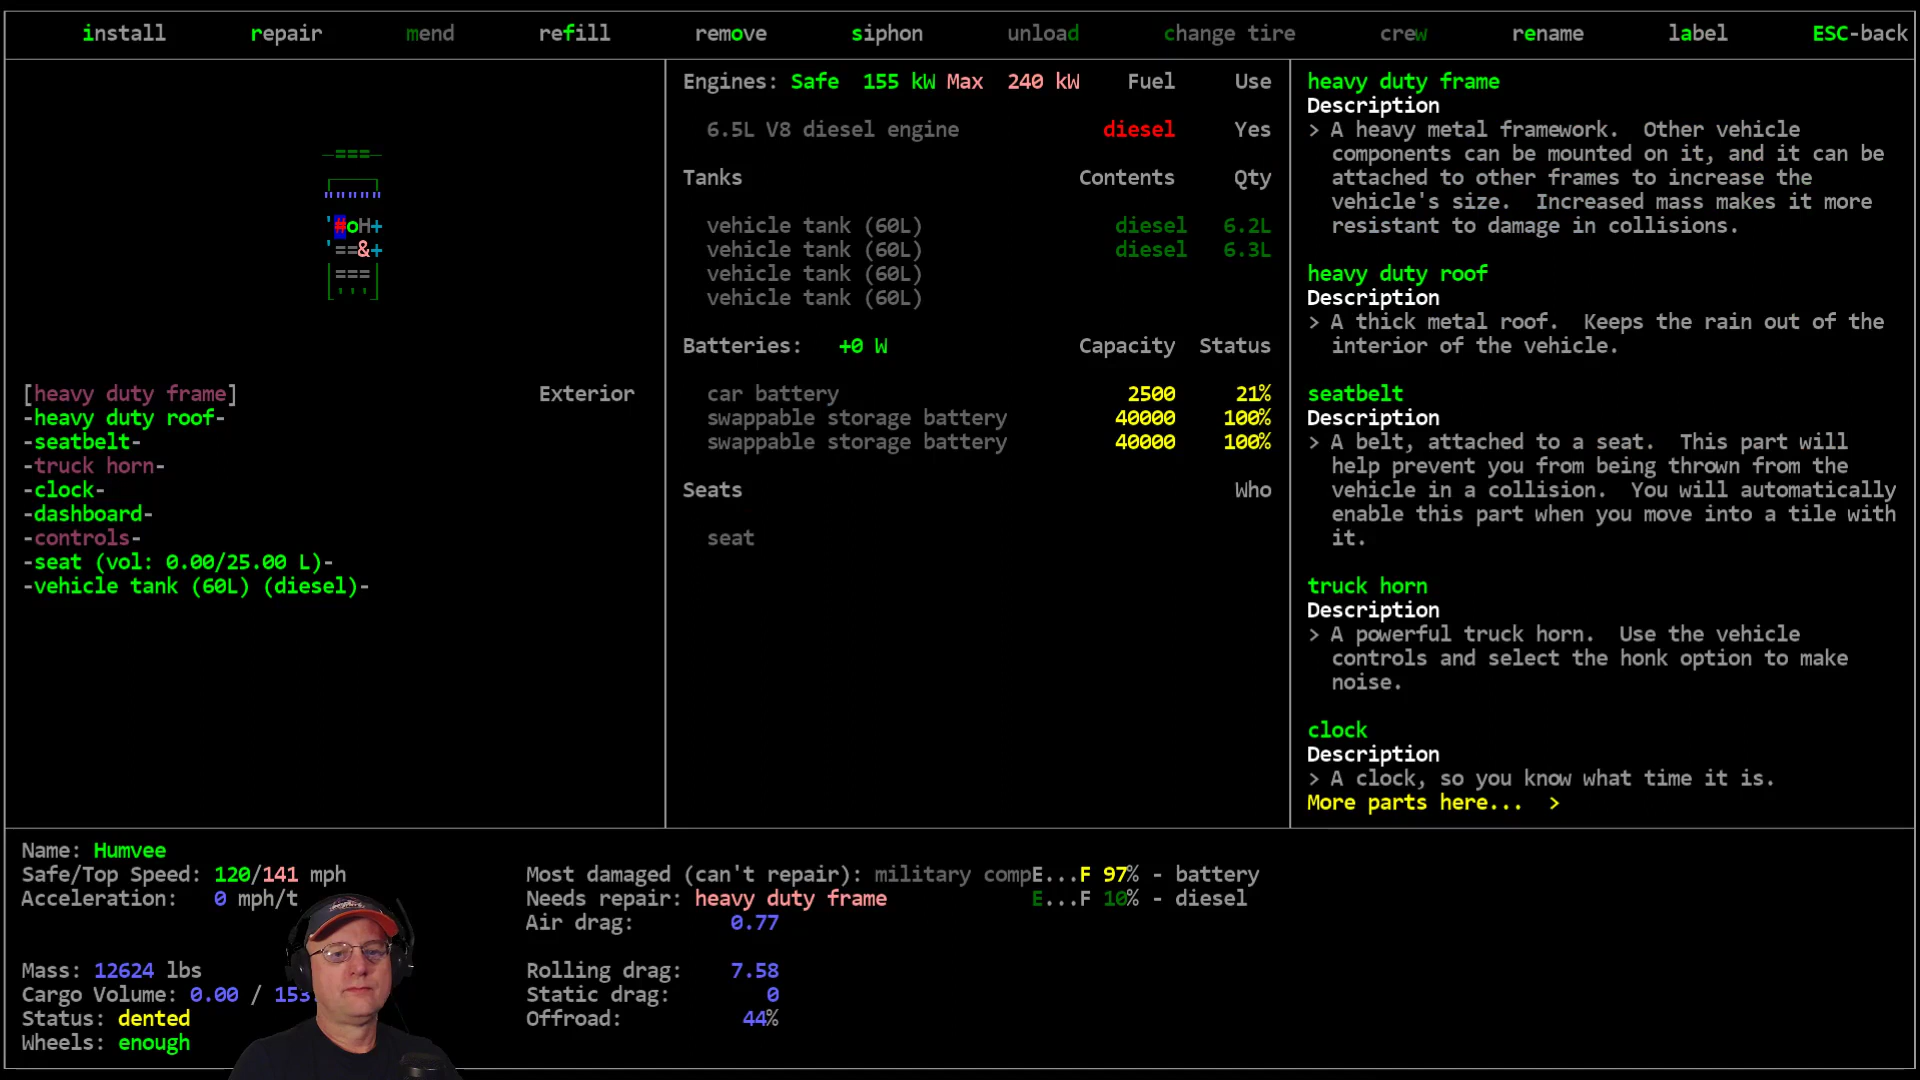 install repair mend refill remove siphon unload change tire crew rename label ESC-back
Engines: Safe 155 kW Max 240 kW Fuel Use
6.5L V8 diesel engine diesel Yes
Tanks Contents Qty
vehicle tank (60L) diesel 6.2L
vehicle tank (60L) diesel 6.3L
vehicle tank (60L)
vehicle tank (60L)
Batteries: +0 W Capacity Status
car battery 2500 21%
swappable storage battery 40000 100%
swappable storage battery 40000 100%
Seats Who
seat
[heavy duty frame] Exterior
-heavy duty roof-
-seatbelt-
-truck horn-
-clock-
-dashboard-
-controls-
-seat (vol: 0.00/25.00 L)-
-vehicle tank (60L) (diesel)-
heavy duty frame
Description
> A heavy metal framework. Other vehicle
components can be mounted on it, and it can be
attached to other frames to increase the
vehicle's size. Increased mass makes it more
resistant to damage in collisions.
heavy duty roof
Description
> A thick metal roof. Keeps the rain out of the
interior of the vehicle.
seatbelt
Description
> A belt, attached to a seat. This part will
help prevent you from being thrown from the
vehicle in a collision. You will automatically
enable this part when you move into a tile with
it.
truck horn
Description
> A powerful truck horn. Use the vehicle
controls and select the honk option to make
noise.
clock
Description
> A clock, so you know what time it is.
More parts here... >
Name: Humvee
Safe/Top Speed: 120/141 mph
Acceleration: 0 mph/t
Mass: 12624 lbs
Cargo Volume: 0.00 / 153
Status: dented
Wheels: enough
Most damaged (can't repair): military comp
Needs repair: heavy duty frame
Air drag: 0.77
Rolling drag: 7.58
Static drag: 0
Offroad: 44%
E...F 97% - battery
E...F 10% - diesel